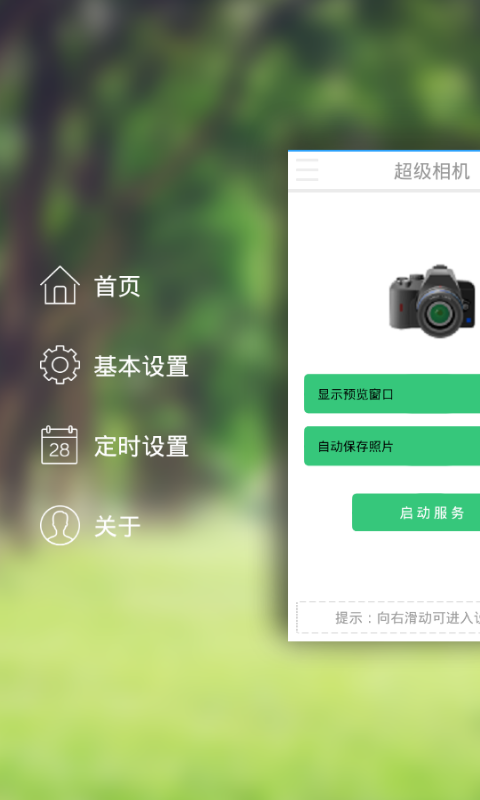 首页
基本设置
28
定时设置
关于
超级相机
显示预览窗口
自动保存照片
启动服务
提示：向右滑动可进入